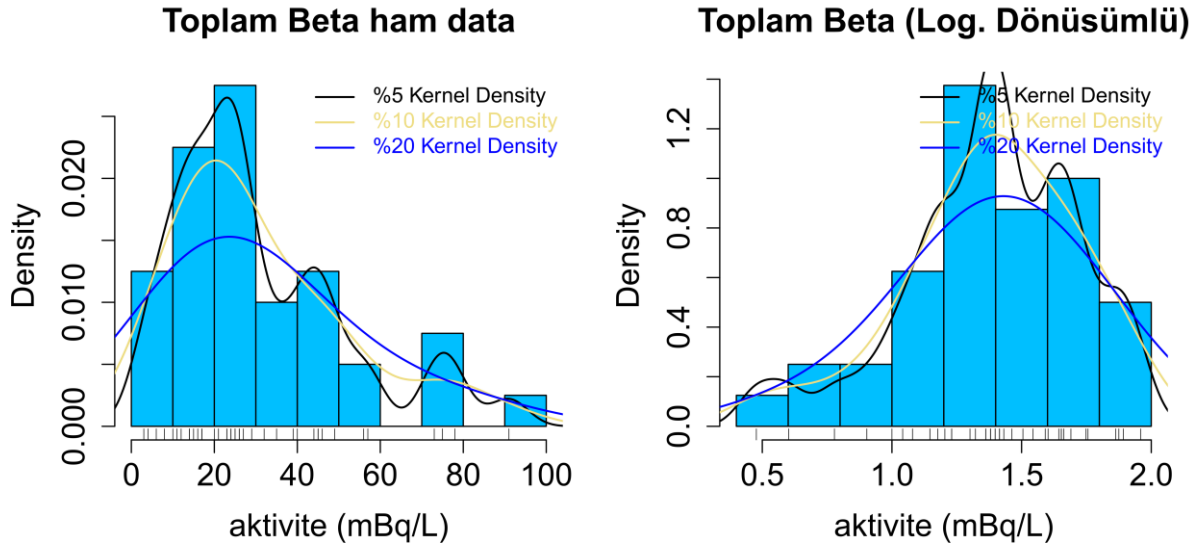 Toplam Beta ham data
%5 Kernel Density
%10 Kernel Density
%20 Kernel Density
Density
0.000
0.010
0.020
0 20 40 60 80 100
aktivite (mBq/L)
Toplam Beta (Log. Dönüsümlü)
%5 Kernel Density
%10 Kernel Density
%20 Kernel Density
Density
0.0
0.4
0.8
1.2
0.5 1.0 1.5 2.0
aktivite (mBq/L)